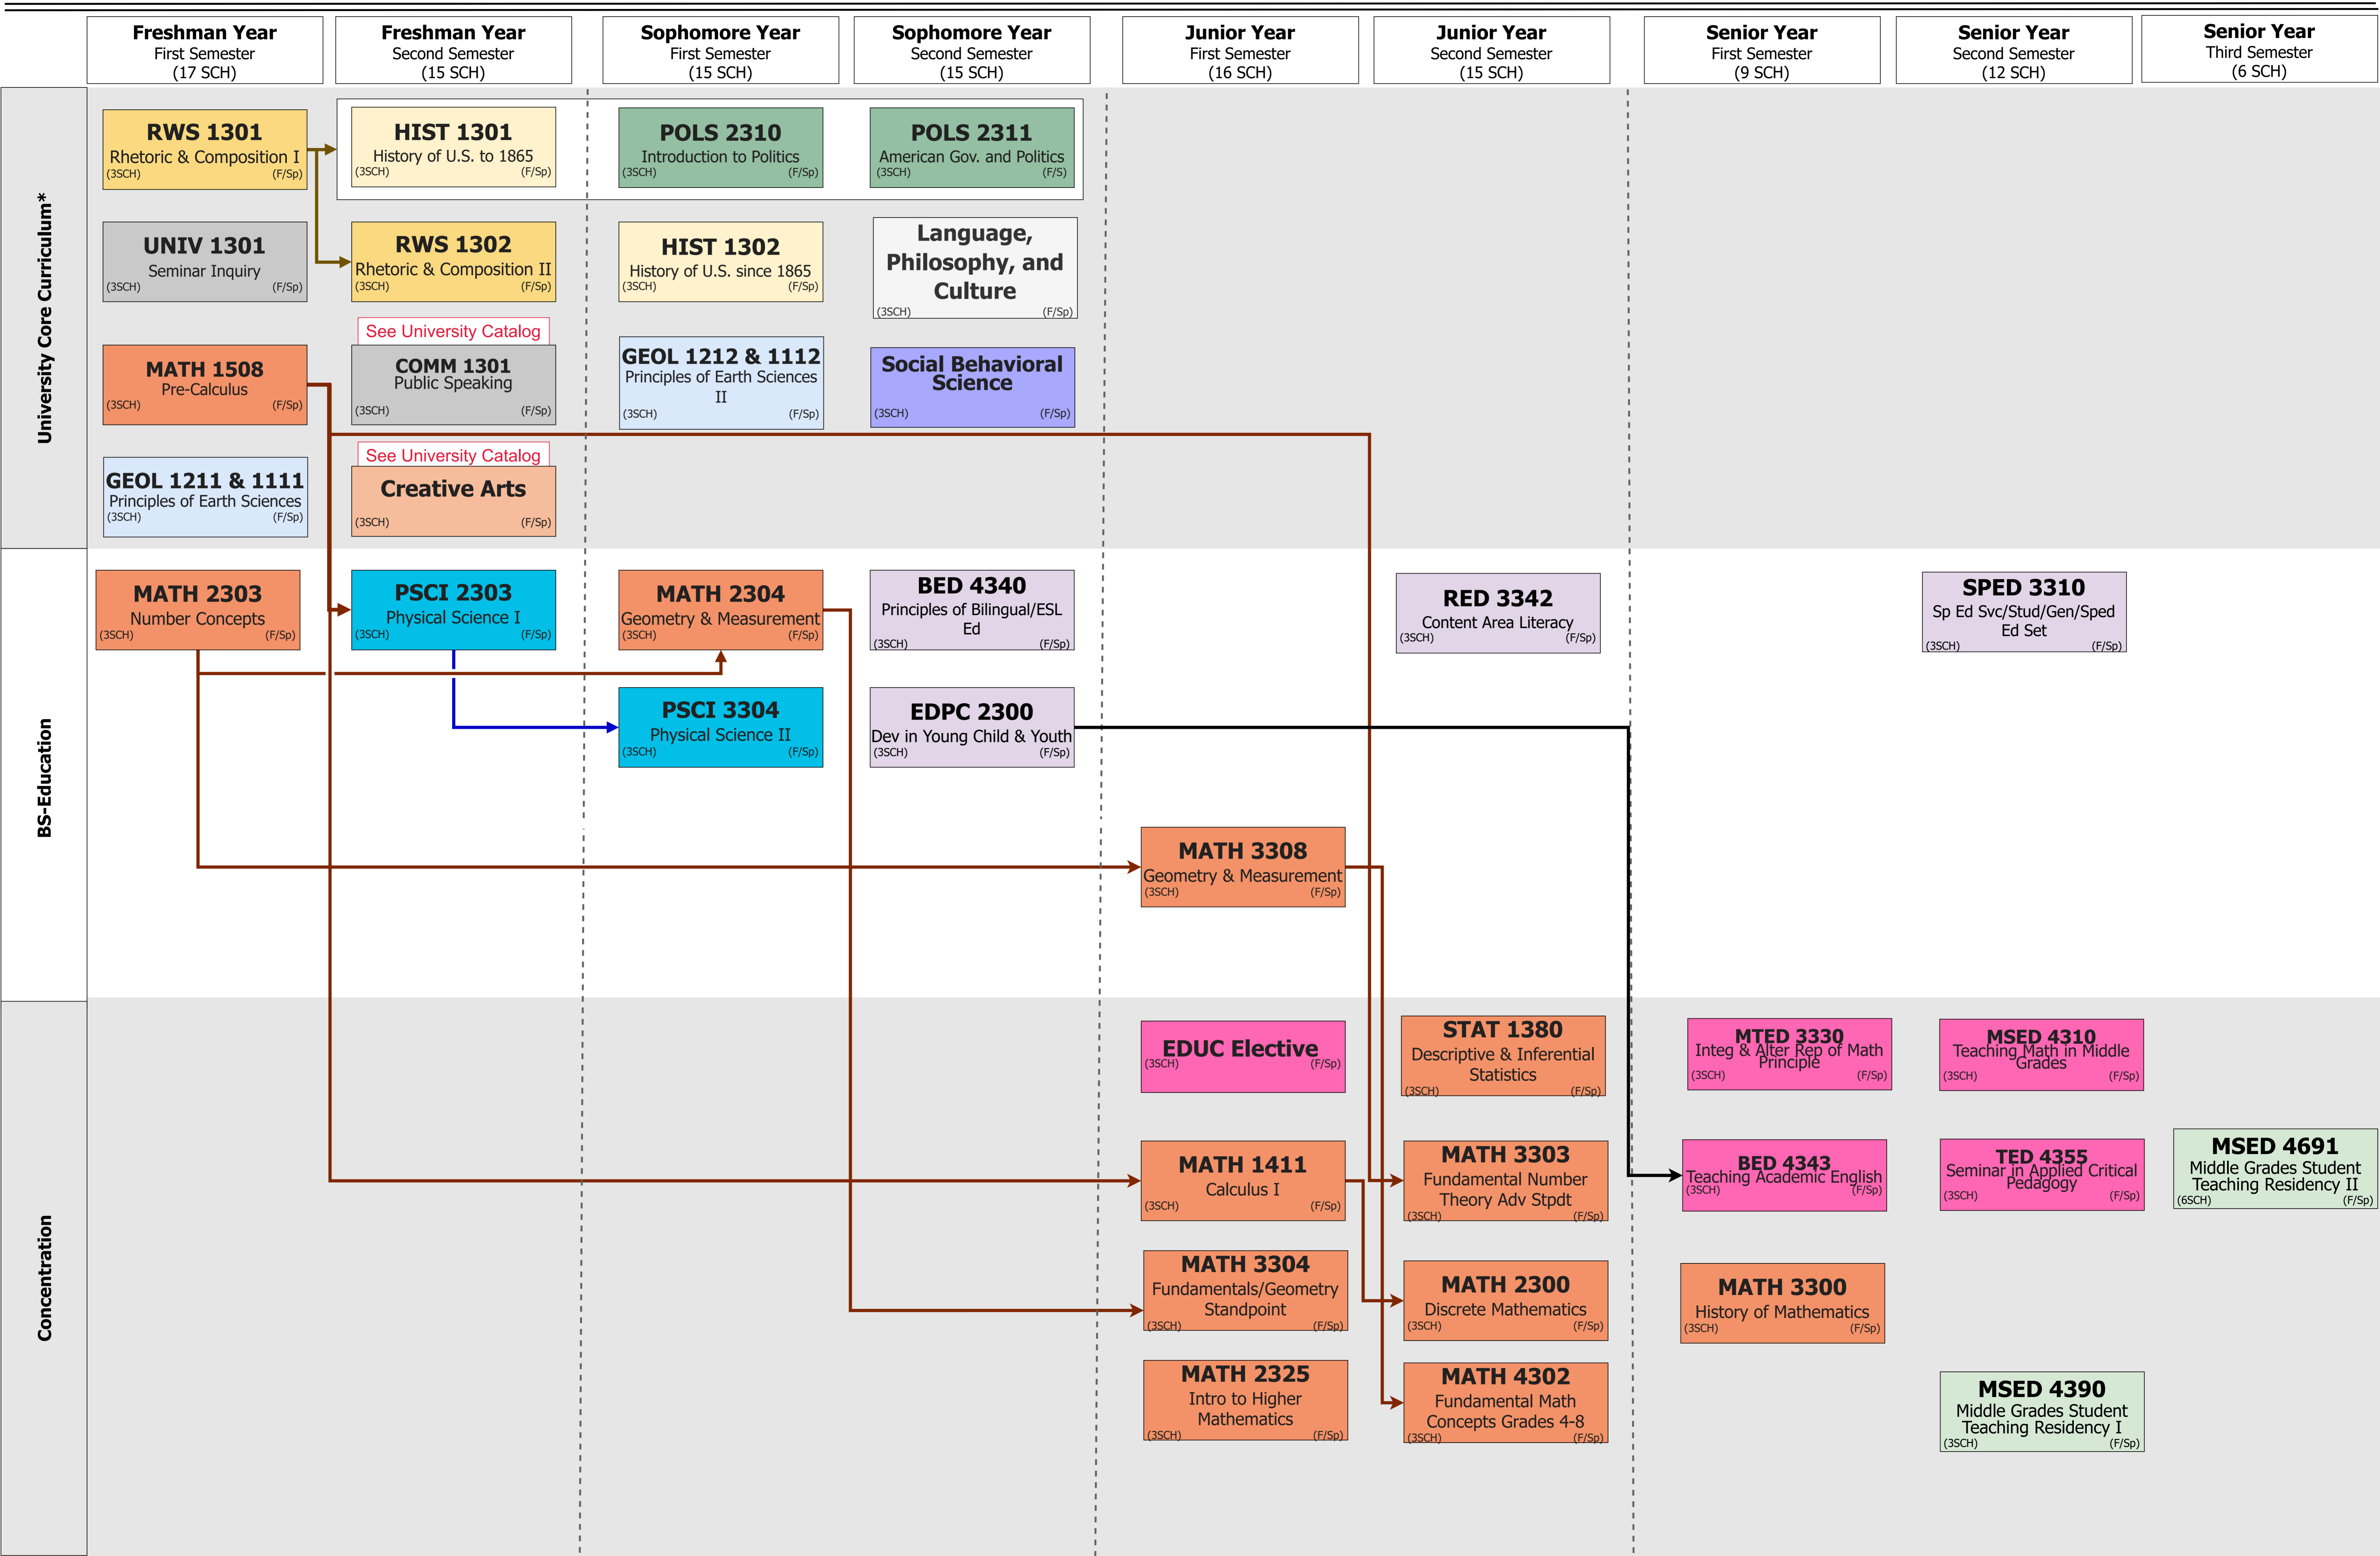 Freshman Year
First Semester
(17 SCH)
Freshman Year
Second Semester
(15 SCH)
Sophomore Year
First Semester
(15 SCH)
Sophomore Year
Second Semester
(15 SCH)
Junior Year
First Semester
(16 SCH)
Junior Year
Second Semester
(15 SCH)
Senior Year
First Semester
(9 SCH)
Senior Year
Second Semester
(12 SCH)
Senior Year
Third Semester
(6 SCH)
University Core Curriculum*
RWS 1301
Rhetoric & Composition I
(3SCH) (F/Sp)
HIST 1301
History of U.S. to 1865
(3SCH) (F/Sp)
POLS 2310
Introduction to Politics
(3SCH) (F/Sp)
POLS 2311
American Gov. and Politics
(3SCH) (F/S)
UNIV 1301
Seminar Inquiry
(3SCH) (F/Sp)
RWS 1302
Rhetoric & Composition II
(3SCH) (F/Sp)
HIST 1302
History of U.S. since 1865
(3SCH) (F/Sp)
Language,
Philosophy, and
Culture
(3SCH) (F/Sp)
MATH 1508
Pre-Calculus
(3SCH) (F/Sp)
See University Catalog
COMM 1301
Public Speaking
(3SCH) (F/Sp)
GEOL 1212 & 1112
Principles of Earth Sciences
II
(3SCH) (F/Sp)
Social Behavioral
Science
(3SCH) (F/Sp)
GEOL 1211 & 1111
Principles of Earth Sciences
(3SCH) (F/Sp)
See University Catalog
Creative Arts
(3SCH) (F/Sp)
BS-Education
MATH 2303
Number Concepts
(3SCH) (F/Sp)
PSCI 2303
Physical Science I
(3SCH) (F/Sp)
MATH 2304
Geometry & Measurement
(3SCH) (F/Sp)
BED 4340
Principles of Bilingual/ESL
Ed
(3SCH) (F/Sp)
RED 3342
Content Area Literacy
(3SCH) (F/Sp)
SPED 3310
Sp Ed Svc/Stud/Gen/Sped
Ed Set
(3SCH) (F/Sp)
PSCI 3304
Physical Science II
(3SCH) (F/Sp)
EDPC 2300
Dev in Young Child & Youth
(3SCH) (F/Sp)
MATH 3308
Geometry & Measurement
(3SCH) (F/Sp)
Concentration
EDUC Elective
(3SCH) (F/Sp)
STAT 1380
Descriptive & Inferential
Statistics
(3SCH) (F/Sp)
MTED 3330
Integ & Alter Rep of Math
Principle
(3SCH) (F/Sp)
MSED 4310
Teaching Math in Middle
Grades
(3SCH) (F/Sp)
MATH 1411
Calculus I
(3SCH) (F/Sp)
MATH 3303
Fundamental Number
Theory Adv Stpdt
(3SCH) (F/Sp)
BED 4343
Teaching Academic English
(3SCH) (F/Sp)
TED 4355
Seminar in Applied Critical
Pedagogy
(3SCH) (F/Sp)
MSED 4691
Middle Grades Student
Teaching Residency II
(6SCH) (F/Sp)
MATH 3304
Fundamentals/Geometry
Standpoint
(3SCH) (F/Sp)
MATH 2300
Discrete Mathematics
(3SCH) (F/Sp)
MATH 3300
History of Mathematics
(3SCH) (F/Sp)
MATH 2325
Intro to Higher
Mathematics
(3SCH) (F/Sp)
MATH 4302
Fundamental Math
Concepts Grades 4-8
(3SCH) (F/Sp)
MSED 4390
Middle Grades Student
Teaching Residency I
(3SCH) (F/Sp)